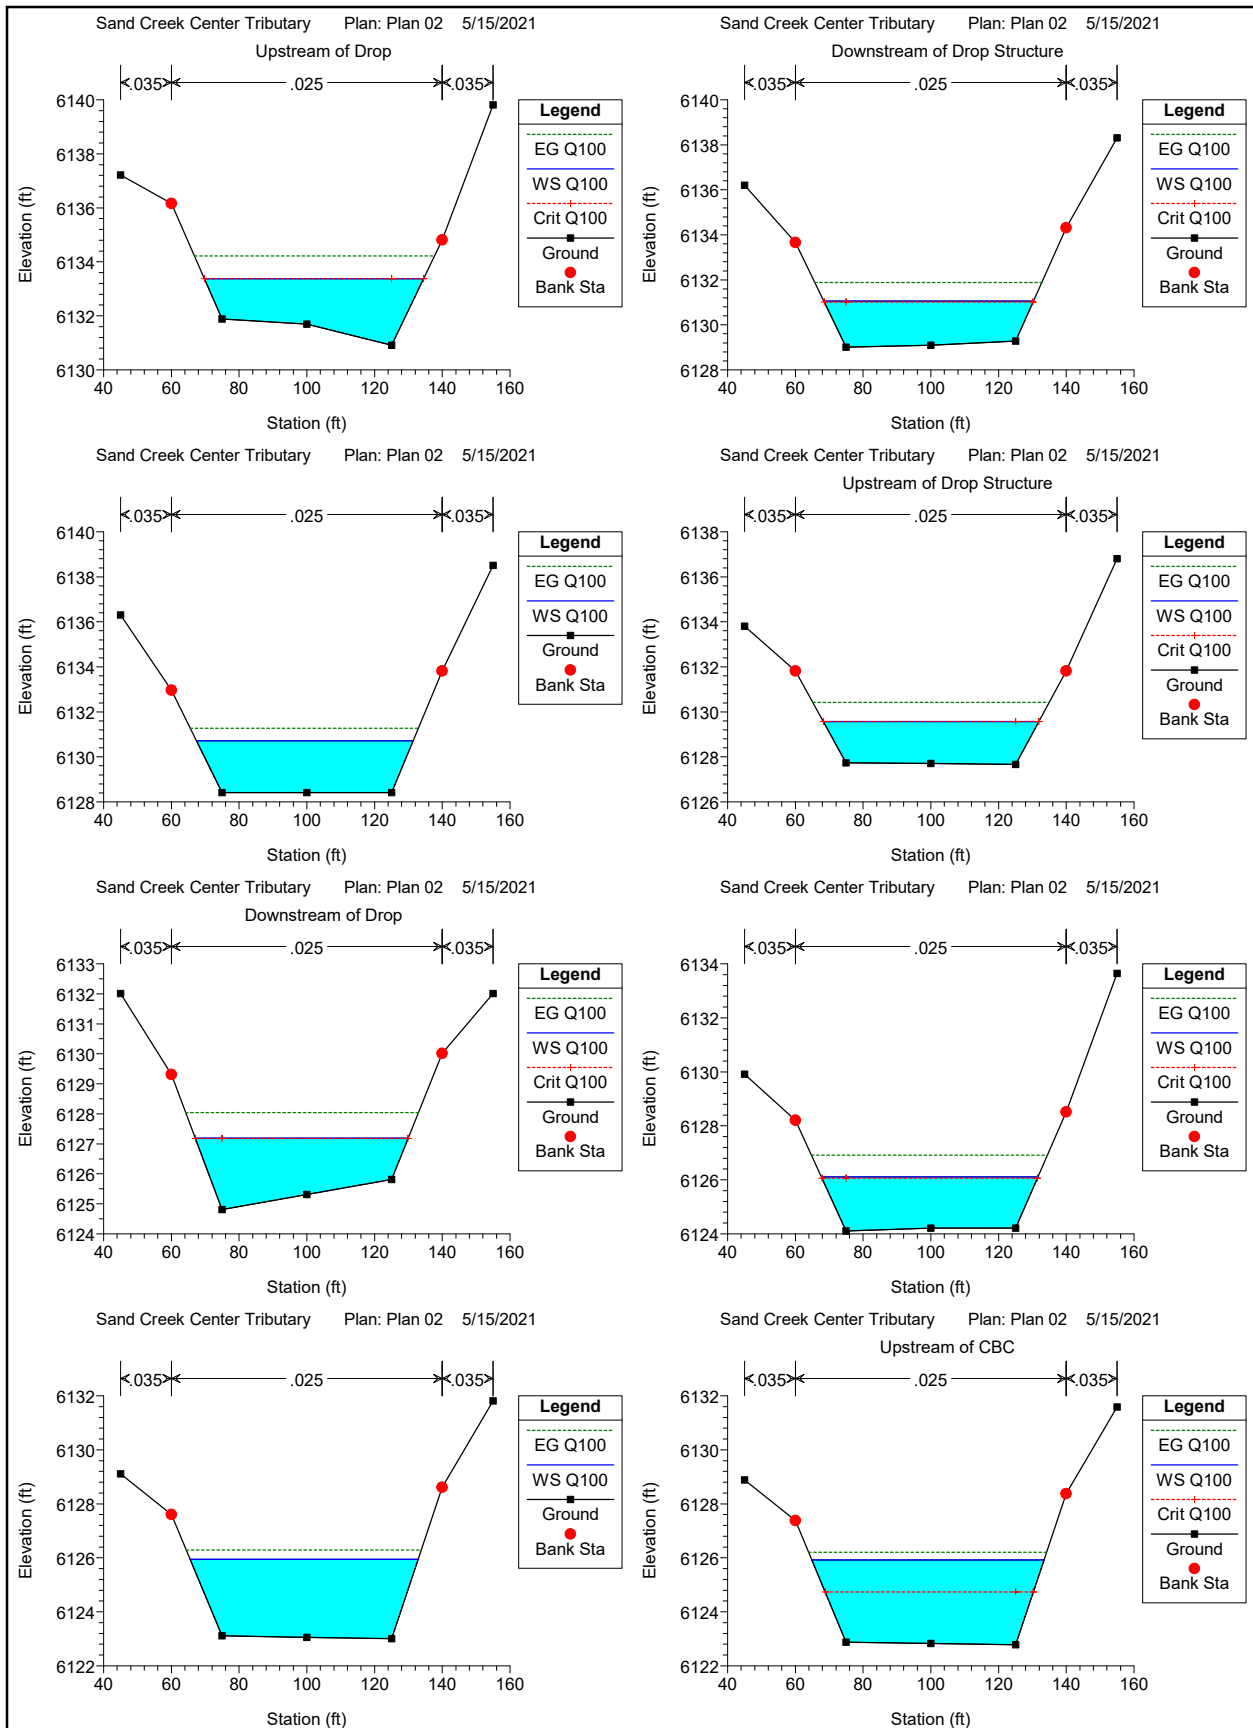 Sand Creek Center Tributary Plan: Plan 02 5/15/2021
Upstream of Drop
.035 .025 .035
Legend
EG Q100
WS Q100
Crit Q100
Ground
Bank Sta
6140
6138
6136
6134
6132
6130
Elevation (ft)
40 60 80 100 120 140 160
Station (ft)
Sand Creek Center Tributary Plan: Plan 02 5/15/2021
Downstream of Drop Structure
.035 .025 .035
Legend
EG Q100
WS Q100
Crit Q100
Ground
Bank Sta
6140
6138
6136
6134
6132
6130
6128
Elevation (ft)
40 60 80 100 120 140 160
Station (ft)
Sand Creek Center Tributary Plan: Plan 02 5/15/2021
.035 .025 .035
Legend
EG Q100
WS Q100
Ground
Bank Sta
6140
6138
6136
6134
6132
6130
6128
Elevation (ft)
40 60 80 100 120 140 160
Station (ft)
Sand Creek Center Tributary Plan: Plan 02 5/15/2021
Upstream of Drop Structure
.035 .025 .035
Legend
EG Q100
WS Q100
Crit Q100
Ground
Bank Sta
6138
6136
6134
6132
6130
6128
6126
Elevation (ft)
40 60 80 100 120 140 160
Station (ft)
Sand Creek Center Tributary Plan: Plan 02 5/15/2021
Downstream of Drop
.035 .025 .035
Legend
EG Q100
WS Q100
Crit Q100
Ground
Bank Sta
6133
6132
6131
6130
6129
6128
6127
6126
6125
6124
Elevation (ft)
40 60 80 100 120 140 160
Station (ft)
Sand Creek Center Tributary Plan: Plan 02 5/15/2021
.035 .025 .035
Legend
EG Q100
WS Q100
Crit Q100
Ground
Bank Sta
6134
6132
6130
6128
6126
6124
Elevation (ft)
40 60 80 100 120 140 160
Station (ft)
Sand Creek Center Tributary Plan: Plan 02 5/15/2021
.035 .025 .035
Legend
EG Q100
WS Q100
Ground
Bank Sta
6132
6130
6128
6126
6124
6122
Elevation (ft)
40 60 80 100 120 140 160
Station (ft)
Sand Creek Center Tributary Plan: Plan 02 5/15/2021
Upstream of CBC
.035 .025 .035
Legend
EG Q100
WS Q100
Crit Q100
Ground
Bank Sta
6132
6130
6128
6126
6124
6122
Elevation (ft)
40 60 80 100 120 140 160
Station (ft)